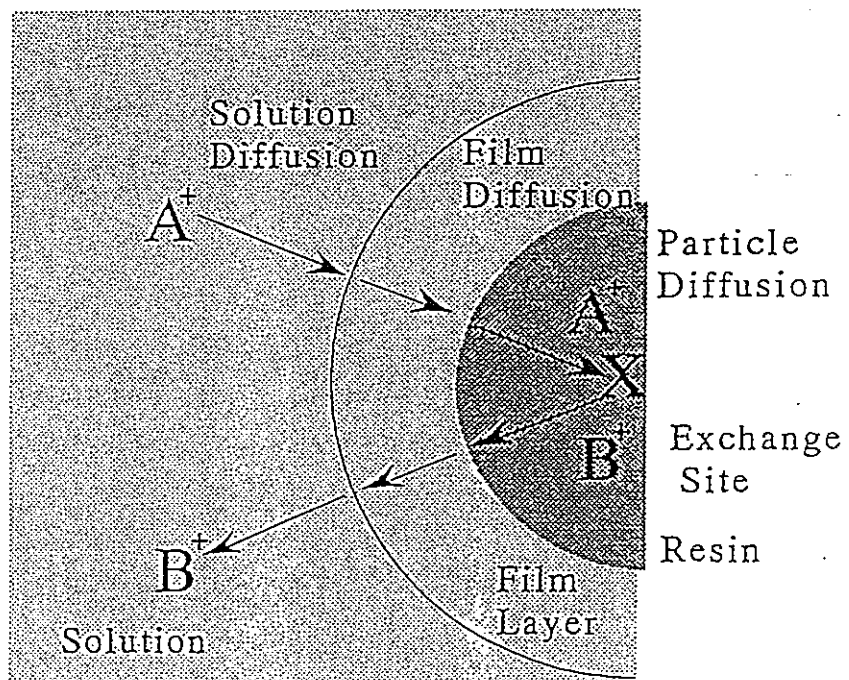 Solution
Diffusion
Film
Diffusion
A+
Particle
Diffusion
A+
X
B+
Exchange
Site
B+
Resin
Film
Layer
Solution